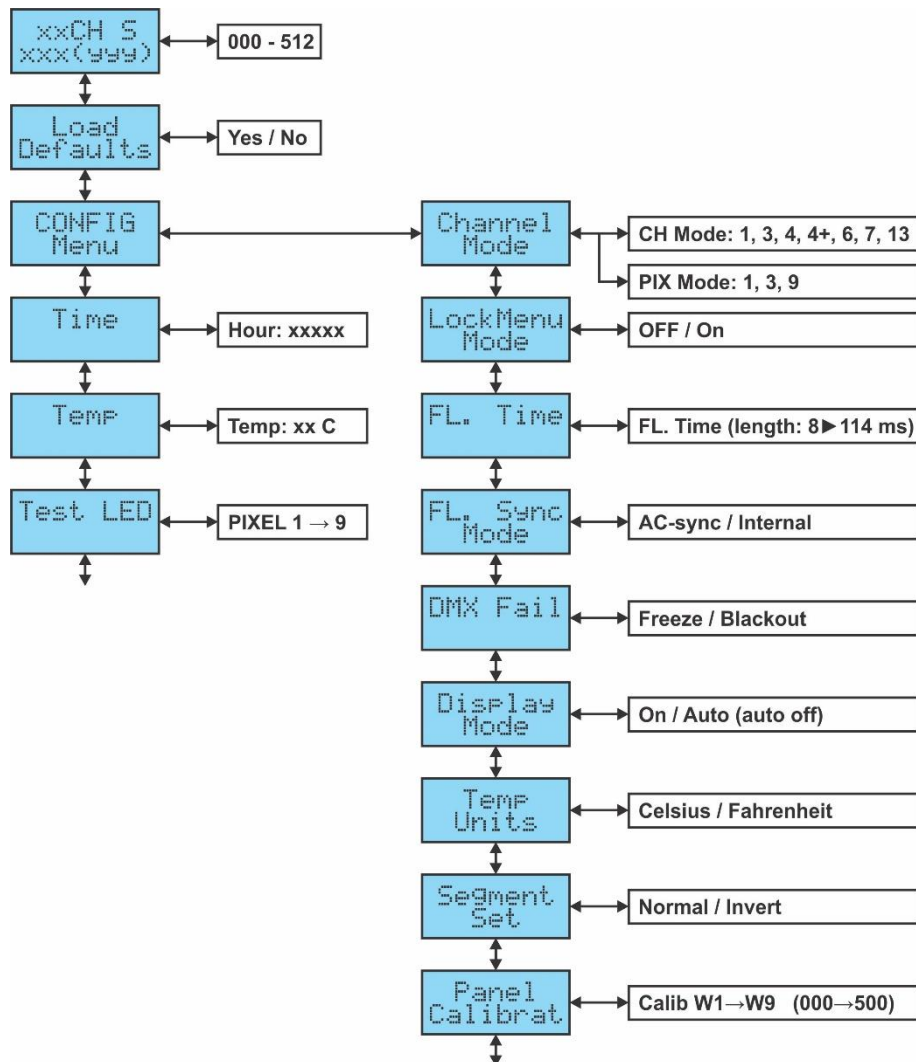 xxCH S
xxx(yyy)
000 - 512
Load
Defaults
Yes / No
CONFIG
Menu
Time
Hour: xxxxx
Temp
Temp: xx C
Test LED
PIXEL 1 → 9
Channel
Mode
CH Mode: 1, 3, 4, 4+, 6, 7, 13
PIX Mode: 1, 3, 9
LockMenu
Mode
OFF / On
FL. Time
FL. Time (length: 8►114 ms)
FL. Sync
Mode
AC-sync / Internal
DMX Fail
Freeze / Blackout
Display
Mode
On / Auto (auto off)
Temp
Units
Celsius / Fahrenheit
Segment
Set
Normal / Invert
Panel
Calibrat
Calib W1→W9 (000→500)